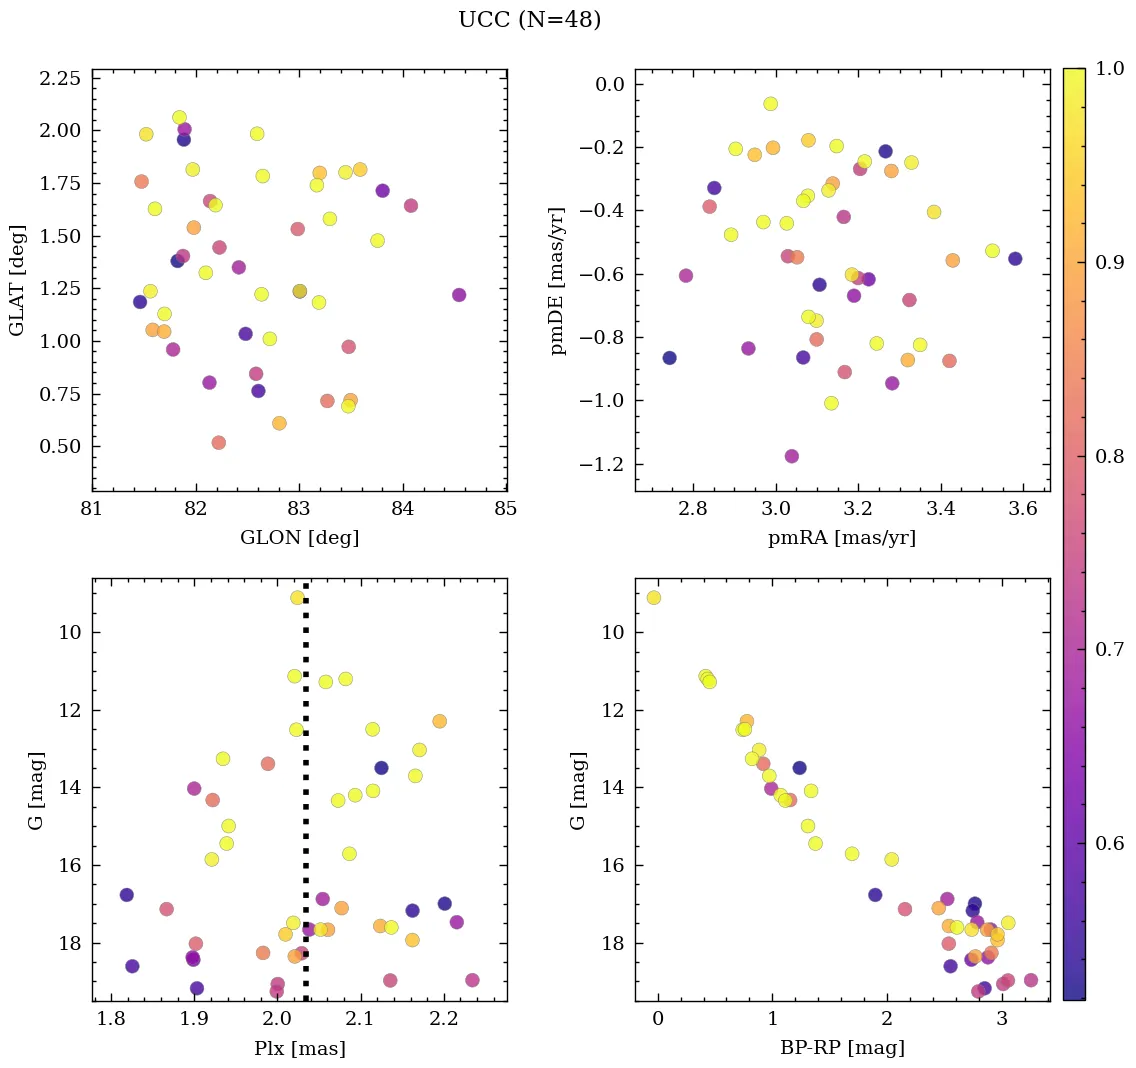 UCC (N=48)
2.25
2.00
1.75
1.50
1.25
1.00
0.75
0.50
GLAT [deg]
81 82 83 84 85
GLON [deg]
0.0
−0.2
−0.4
−0.6
−0.8
−1.0
−1.2
pmDE [mas/yr]
2.8 3.0 3.2 3.4 3.6
pmRA [mas/yr]
1.0
0.9
0.8
0.7
0.6
10
12
14
16
18
G [mag]
1.8 1.9 2.0 2.1 2.2
Plx [mas]
10
12
14
16
18
G [mag]
0 1 2 3
BP-RP [mag]